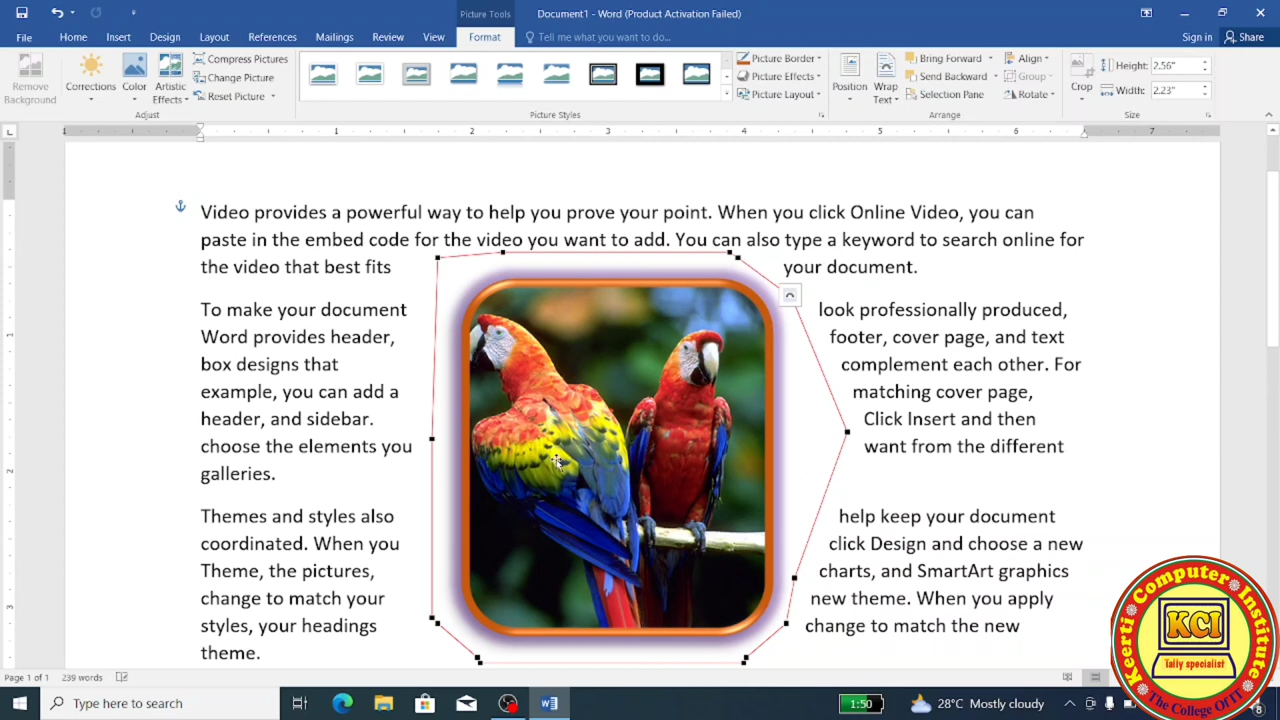 Picture Tools
Document1 - Word (Product Activation Failed)
File Home Insert Design Layout References Mailings Review View Format Tell me what you want to do... Sign in Share
Remove Background
Corrections
Color
Artistic Effects
Compress Pictures
Change Picture
Reset Picture
Adjust
Picture Styles
Picture Border
Picture Effects
Picture Layout
Position
Wrap Text
Bring Forward
Send Backward
Selection Pane
Align
Group
Rotate
Arrange
Crop
Height: 2.56"
Width: 2.23"
Size
1 1 2 3 4 5 6 7
Video provides a powerful way to help you prove your point. When you click Online Video, you can
paste in the embed code for the video you want to add. You can also type a keyword to search online for
the video that best fits your document.
To make your document look professionally produced,
Word provides header, footer, cover page, and text
box designs that complement each other. For
example, you can add a matching cover page,
header, and sidebar. Click Insert and then
choose the elements you want from the different
galleries.
Themes and styles also help keep your document
coordinated. When you click Design and choose a new
Theme, the pictures, charts, and SmartArt graphics
change to match your new theme. When you apply
styles, your headings change to match the new
theme.
1
2
3
Keerti Computer Institute
KCI
Tally specialist
The College Of IT
Page 1 of 1 239 words
Type here to search
1:50
28°C Mostly cloudy